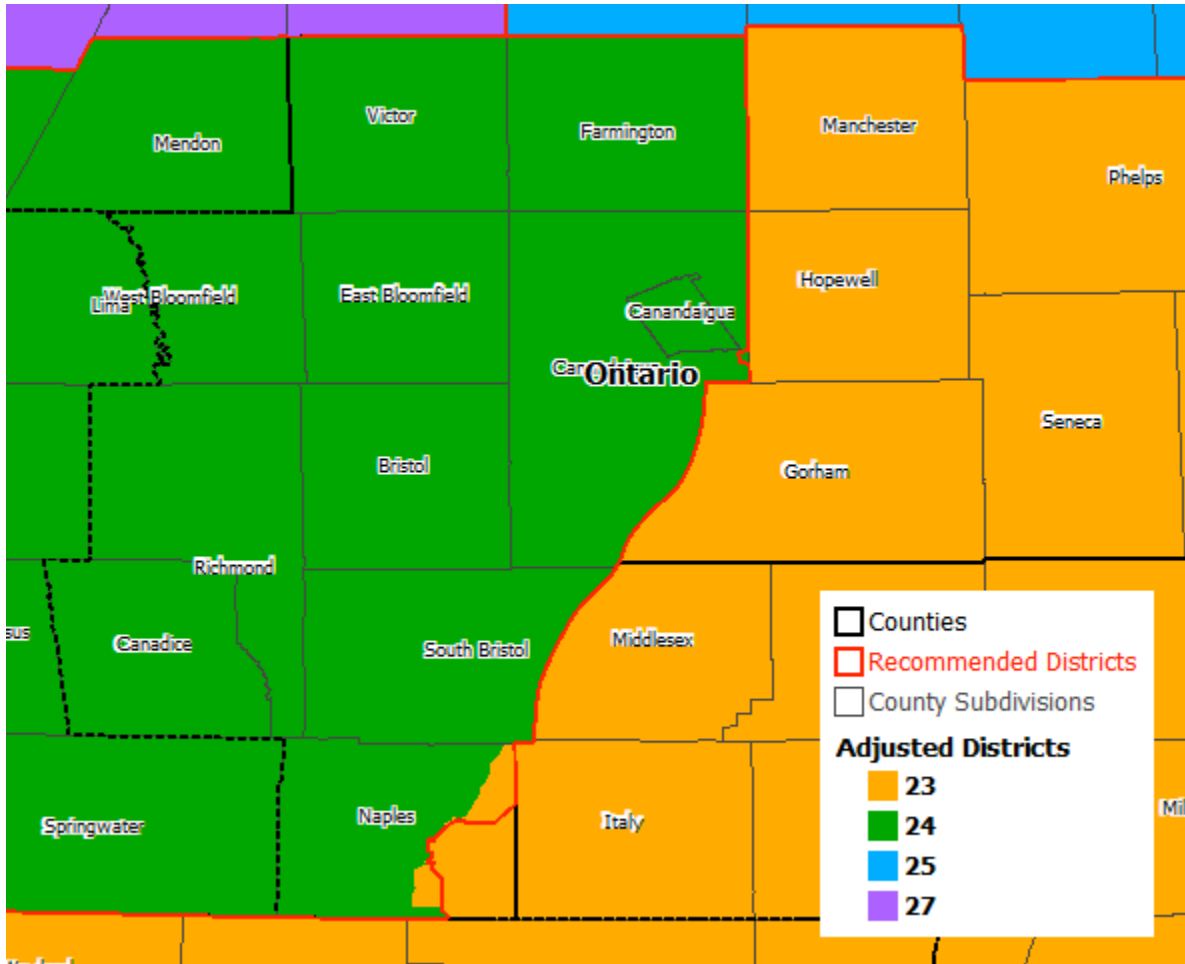 Victor
Mendon
Farmington
Manchester
Phelps
West Bloomfield
Lima
East Bloomfield
Hopewell
Canandaigua
Ontario
Seneca
Bristol
Gorham
Richmond
Canadice
South Bristol
Middlesex
Springwater
Naples
Italy
Counties
Recommended Districts
County Subdivisions
Adjusted Districts
23
24
25
27